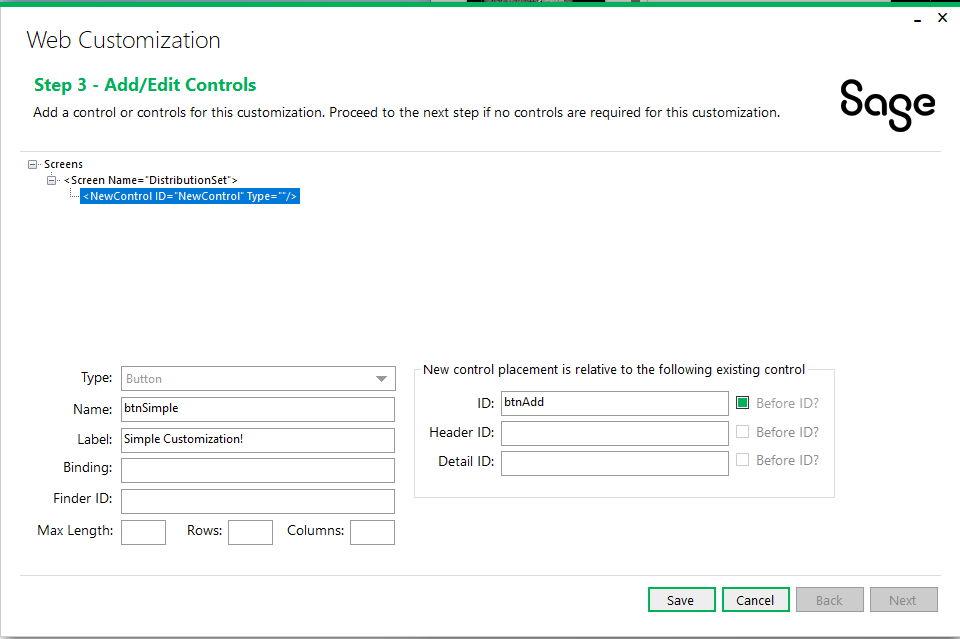 Web Customization
Step 3 - Add/Edit Controls
Add a control or controls for this customization. Proceed to the next step if no controls are required for this customization.
Sage
Screens
<Screen Name="DistributionSet">
<NewControl ID="NewControl" Type=""/>
Type: Button
Name: btnSimple
Label: Simple Customization!
Binding:
Finder ID:
Max Length: Rows: Columns:
New control placement is relative to the following existing control
ID: btnAdd Before ID?
Header ID: Before ID?
Detail ID: Before ID?
Save Cancel Back Next